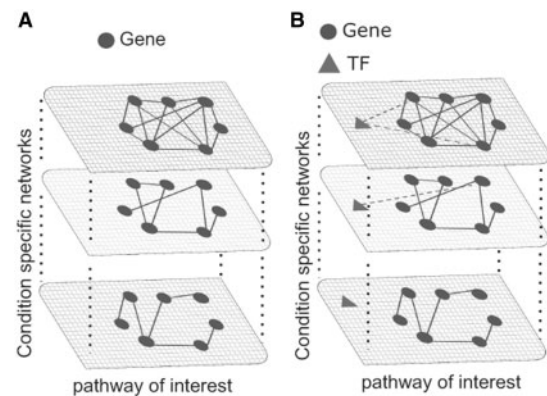 A
Gene
Condition specific networks
pathway of interest
B
Gene
TF
Condition specific networks
pathway of interest